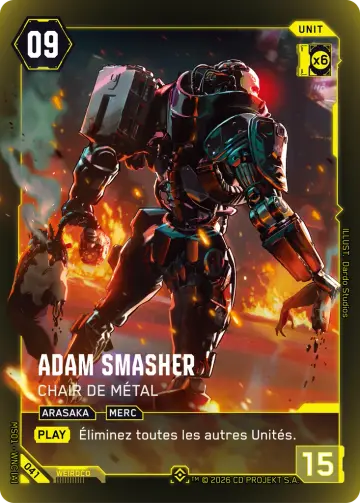 09
UNIT
x6
ILLUST. Dardo Studios
ADAM SMASHER
CHAIR DE MÉTAL
ARASAKA MERC
PLAY Éliminez toutes les autres Unités.
041
WEIRDCO
™ © 2026 CD PROJEKT S.A.
15